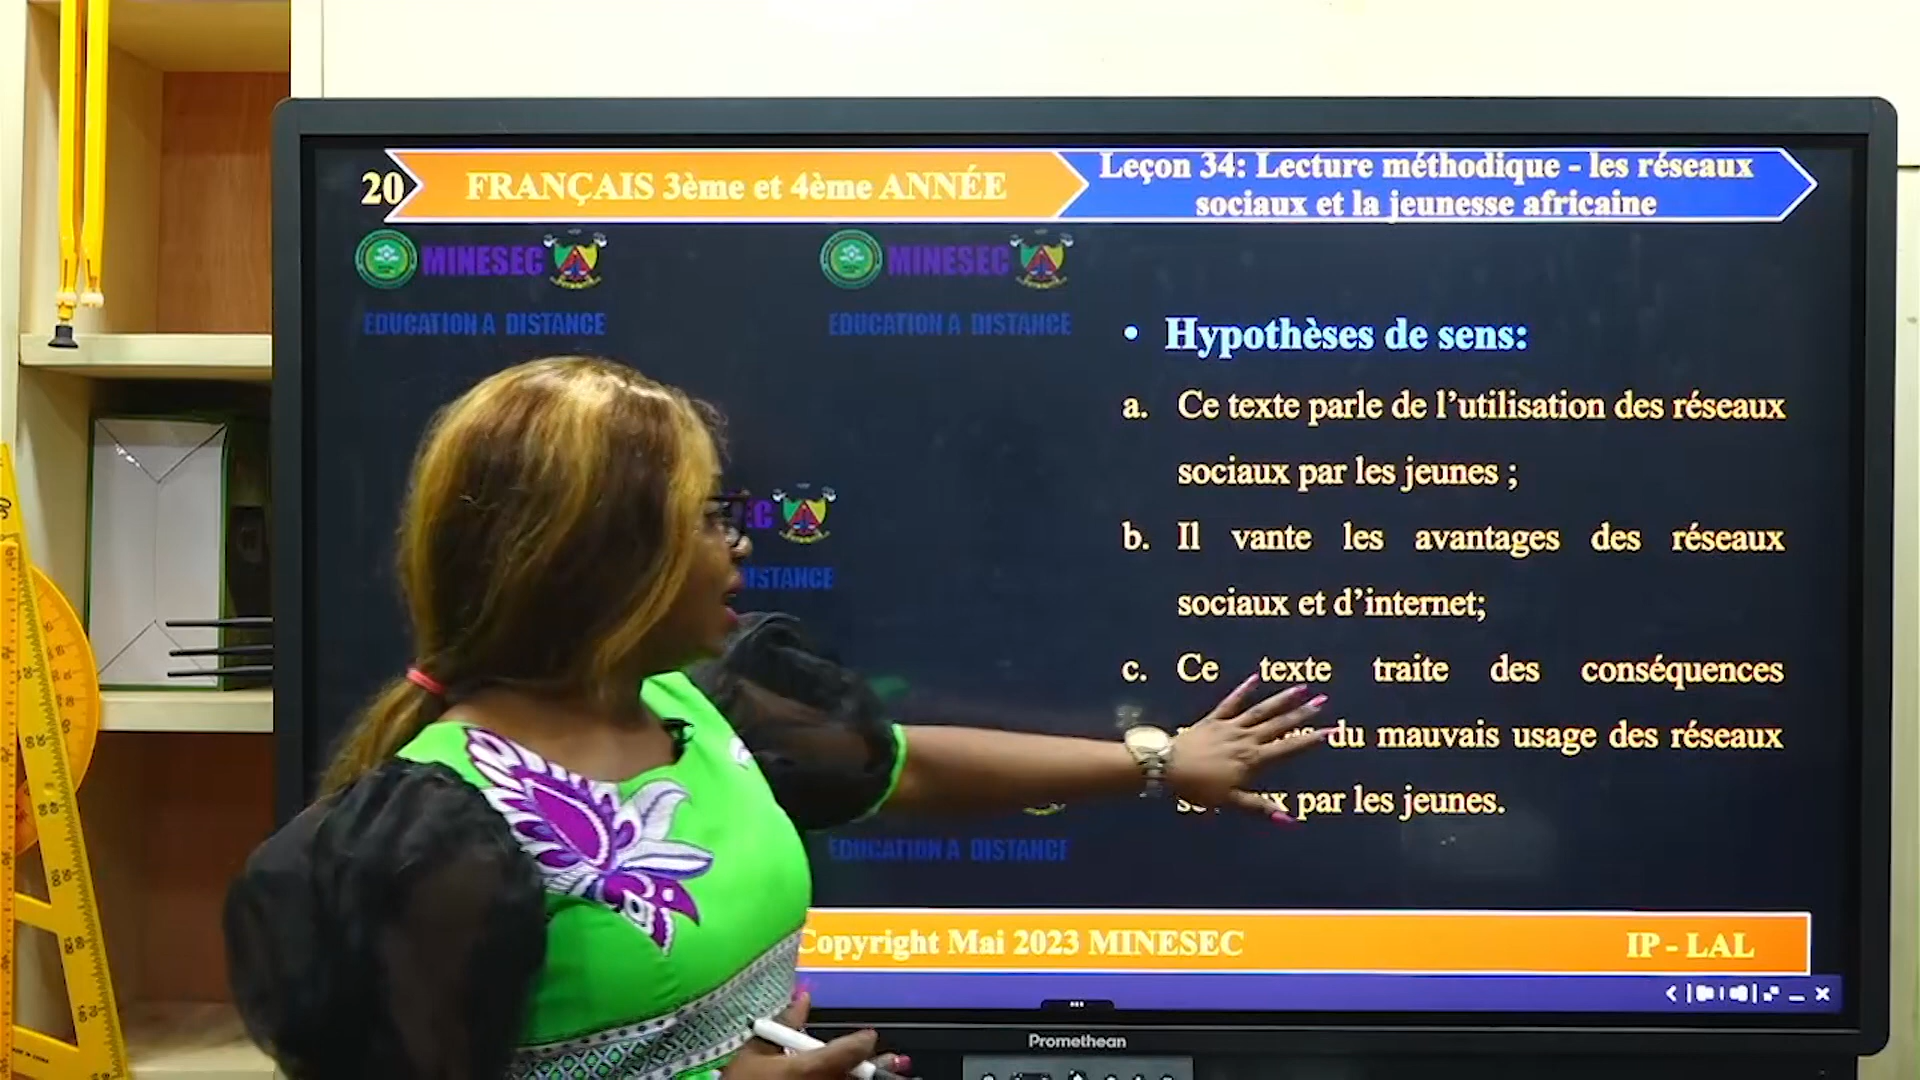 20
FRANÇAIS 3ème et 4ème ANNÉE
Leçon 34: Lecture méthodique - les réseaux
sociaux et la jeunesse africaine
MINESEC
EDUCATION A DISTANCE
MINESEC
EDUCATION A DISTANCE
• Hypothèses de sens:
a. Ce texte parle de l’utilisation des réseaux
sociaux par les jeunes ;
b. Il vante les avantages des réseaux
sociaux et d’internet;
c. Ce texte traite des conséquences
du mauvais usage des réseaux
par les jeunes.
EDUCATION A DISTANCE
Copyright Mai 2023 MINESEC
IP - LAL
Promethean